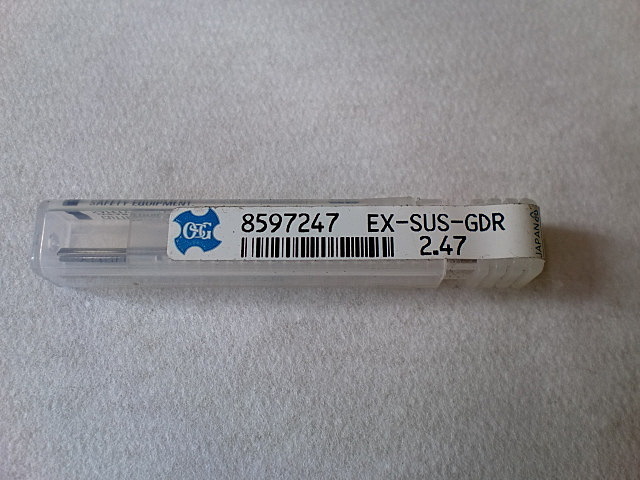 SAFETY EQUIPMENT
OSG
8597247 EX-SUS-GDR
2.47
JAPAN